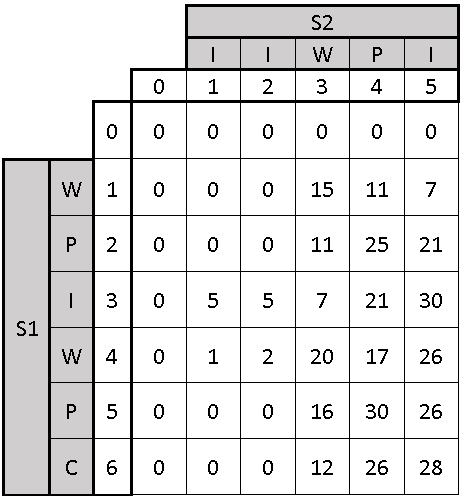 S2
I I W P I
0 1 2 3 4 5
0 0 0 0 0 0 0
W 1 0 0 0 15 11 7
P 2 0 0 0 11 25 21
I 3 0 5 5 7 21 30
S1
W 4 0 1 2 20 17 26
P 5 0 0 0 16 30 26
C 6 0 0 0 12 26 28